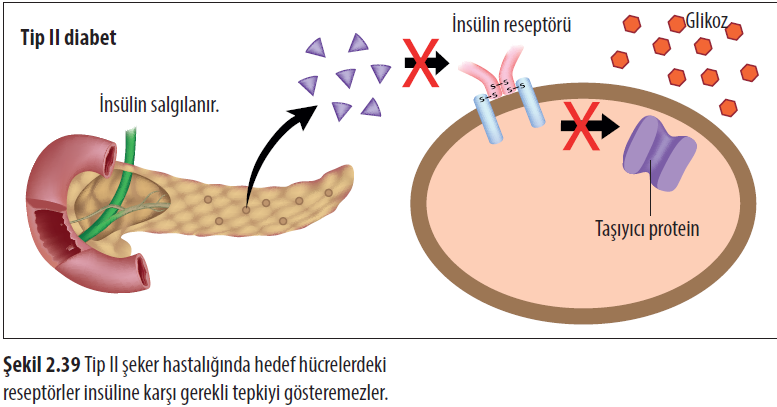 Tip II diabet
İnsülin salgılanır.
İnsülin reseptörü
Glikoz
S–S
S–S
S–S
Taşıyıcı protein
Şekil 2.39 Tip II şeker hastalığında hedef hücrelerdeki
reseptörler insüline karşı gerekli tepkiyi gösteremezler.